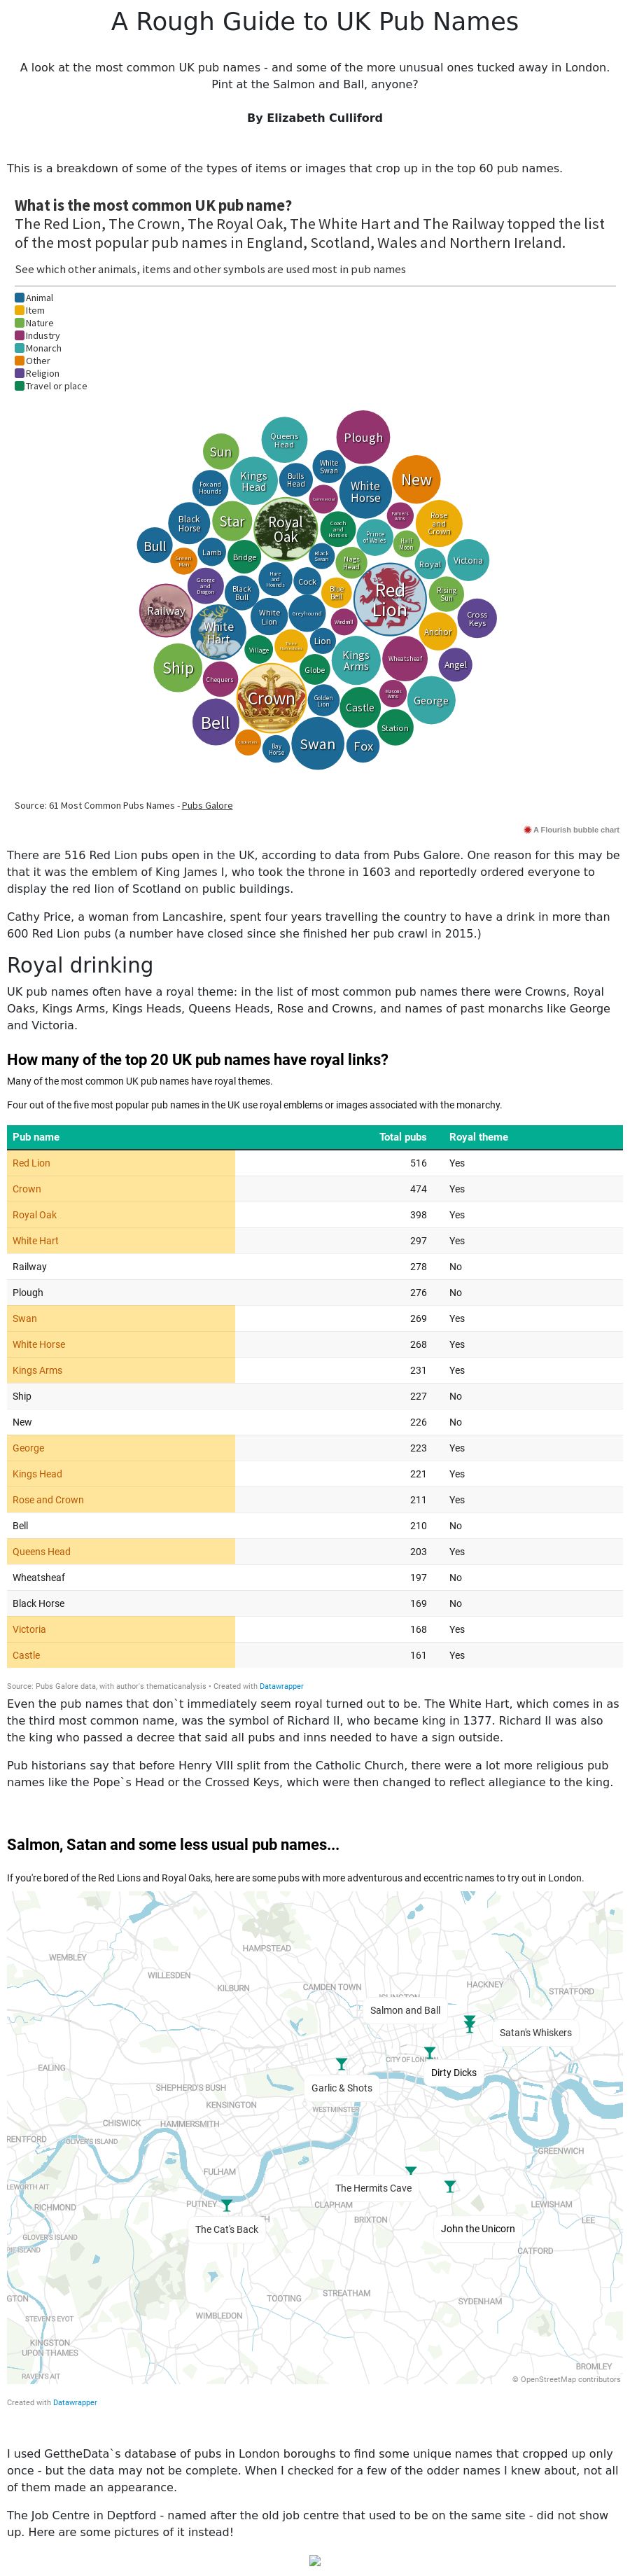 A Rough Guide to UK Pub Names
A look at the most common UK pub names - and some of the more unusual ones tucked away in London.
Pint at the Salmon and Ball, anyone?
By Elizabeth Culliford
This is a breakdown of some of the types of items or images that crop up in the top 60 pub names.
What is the most common UK pub name?
The Red Lion, The Crown, The Royal Oak, The White Hart and The Railway topped the list
of the most popular pub names in England, Scotland, Wales and Northern Ireland.
See which other animals, items and other symbols are used most in pub names
Animal
Item
Nature
Industry
Monarch
Other
Religion
Travel or place
Plough
Queens
Head
Sun
White
Swan
New
Kings
Head
Bulls
Head
Fox and
Hounds
White
Horse
Commercial
Royal
Oak
Star
Black
Horse
Coach
and
Horses
Farmers
Arms
Rose
and
Crown
Prince
of Wales
Half
Moon
Bull
Lamb
Green
Man
Bridge
Black
Swan
Nags
Head
Royal
Victoria
George
and
Dragon
Hare
and
Hounds
Cock
Blue
Bell
Red
Lion
Rising
Sun
Black
Bull
Railway
White
Hart
White
Lion
Greyhound
Windmill
Anchor
Cross
Keys
Village
Lion
Kings
Arms
Wheatsheaf
Angel
Ship
Chequers
Globe
Crown
Golden
Lion
Castle
Masons
Arms
George
Bell
Station
Cricketers
Bay
Horse
Swan
Fox
Source: 61 Most Common Pubs Names - Pubs Galore
A Flourish bubble chart
There are 516 Red Lion pubs open in the UK, according to data from Pubs Galore. One reason for this may be
that it was the emblem of King James I, who took the throne in 1603 and reportedly ordered everyone to
display the red lion of Scotland on public buildings.
Cathy Price, a woman from Lancashire, spent four years travelling the country to have a drink in more than
600 Red Lion pubs (a number have closed since she finished her pub crawl in 2015.)
Royal drinking
UK pub names often have a royal theme: in the list of most common pub names there were Crowns, Royal
Oaks, Kings Arms, Kings Heads, Queens Heads, Rose and Crowns, and names of past monarchs like George
and Victoria.
How many of the top 20 UK pub names have royal links?
Many of the most common UK pub names have royal themes.
Four out of the five most popular pub names in the UK use royal emblems or images associated with the monarchy.
Pub name Total pubs Royal theme
Red Lion 516 Yes
Crown 474 Yes
Royal Oak 398 Yes
White Hart 297 Yes
Railway 278 No
Plough 276 No
Swan 269 Yes
White Horse 268 Yes
Kings Arms 231 Yes
Ship 227 No
New 226 No
George 223 Yes
Kings Head 221 Yes
Rose and Crown 211 Yes
Bell 210 No
Queens Head 203 Yes
Wheatsheaf 197 No
Black Horse 169 No
Victoria 168 Yes
Castle 161 Yes
Source: Pubs Galore data, with author's thematicanalysis • Created with Datawrapper
Even the pub names that don`t immediately seem royal turned out to be. The White Hart, which comes in as
the third most common name, was the symbol of Richard II, who became king in 1377. Richard II was also
the king who passed a decree that said all pubs and inns needed to have a sign outside.
Pub historians say that before Henry VIII split from the Catholic Church, there were a lot more religious pub
names like the Pope`s Head or the Crossed Keys, which were then changed to reflect allegiance to the king.
Salmon, Satan and some less usual pub names...
If you're bored of the Red Lions and Royal Oaks, here are some pubs with more adventurous and eccentric names to try out in London.
HAMPSTEAD
WEMBLEY
WILLESDEN
KILBURN
CAMDEN TOWN
HACKNEY
STRATFORD
Salmon and Ball
Satan's Whiskers
CITY OF LON
Dirty Dicks
EALING
Garlic & Shots
SHEPHERD'S BUSH
KENSINGTON
WESTMINSTER
CHISWICK
HAMMERSMITH
RENTFORD
OLIVER'S ISLAND
GREENWICH
FULHAM
The Hermits Cave
LEWORTH AIT
RICHMOND
PUTNEY
CLAPHAM
LEWISHAM
BRIXTON
LEE
The Cat's Back
John the Unicorn
GLOVER'S ISLAND
CATFORD
GTON
TOOTING
STREATHAM
SYDENHAM
STEVEN'S EYOT
WIMBLEDON
KINGSTON
UPON THAMES
BROMLEY
RAVEN'S AIT
© OpenStreetMap contributors
Created with Datawrapper
I used GettheData`s database of pubs in London boroughs to find some unique names that cropped up only
once - but the data may not be complete. When I checked for a few of the odder names I knew about, not all
of them made an appearance.
The Job Centre in Deptford - named after the old job centre that used to be on the same site - did not show
up. Here are some pictures of it instead!